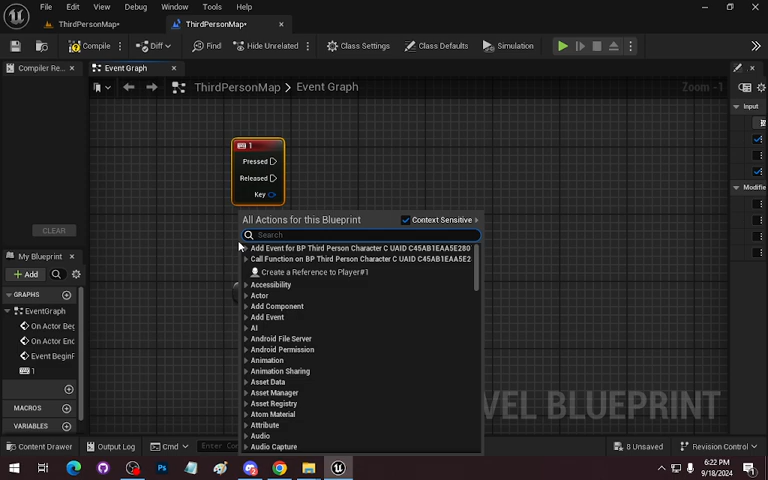 File Edit View Debug Window Tools Help
ThirdPersonMap•
ThirdPersonMap•
Compile
Diff
Find
Hide Unrelated
Class Settings
Class Defaults
Simulation
Compiler Re...
Event Graph
ThirdPersonMap > Event Graph
Zoom -1
Input
1
Pressed
Released
Key
Modifie
All Actions for this Blueprint
Context Sensitive
Search
CLEAR
Add Event for BP Third Person Character C UAID C45AB1EAA5E280
Call Function on BP Third Person Character C UAID C45AB1EAA5E2
Create a Reference to Player#1
Accessibility
Actor
Add Component
Add Event
AI
Android File Server
Android Permission
Animation
Animation Sharing
Asset Data
Asset Manager
Asset Registry
Atom Material
Attribute
Audio
Audio Capture
My Blueprint
Add
GRAPHS
EventGraph
On Actor Beg
On Actor End
Event BeginF
1
MACROS
VARIABLES
VEL BLUEPRINT
Content Drawer
Output Log
Cmd
Enter Con
8 Unsaved
Revision Control
6:22 PM
9/18/2024